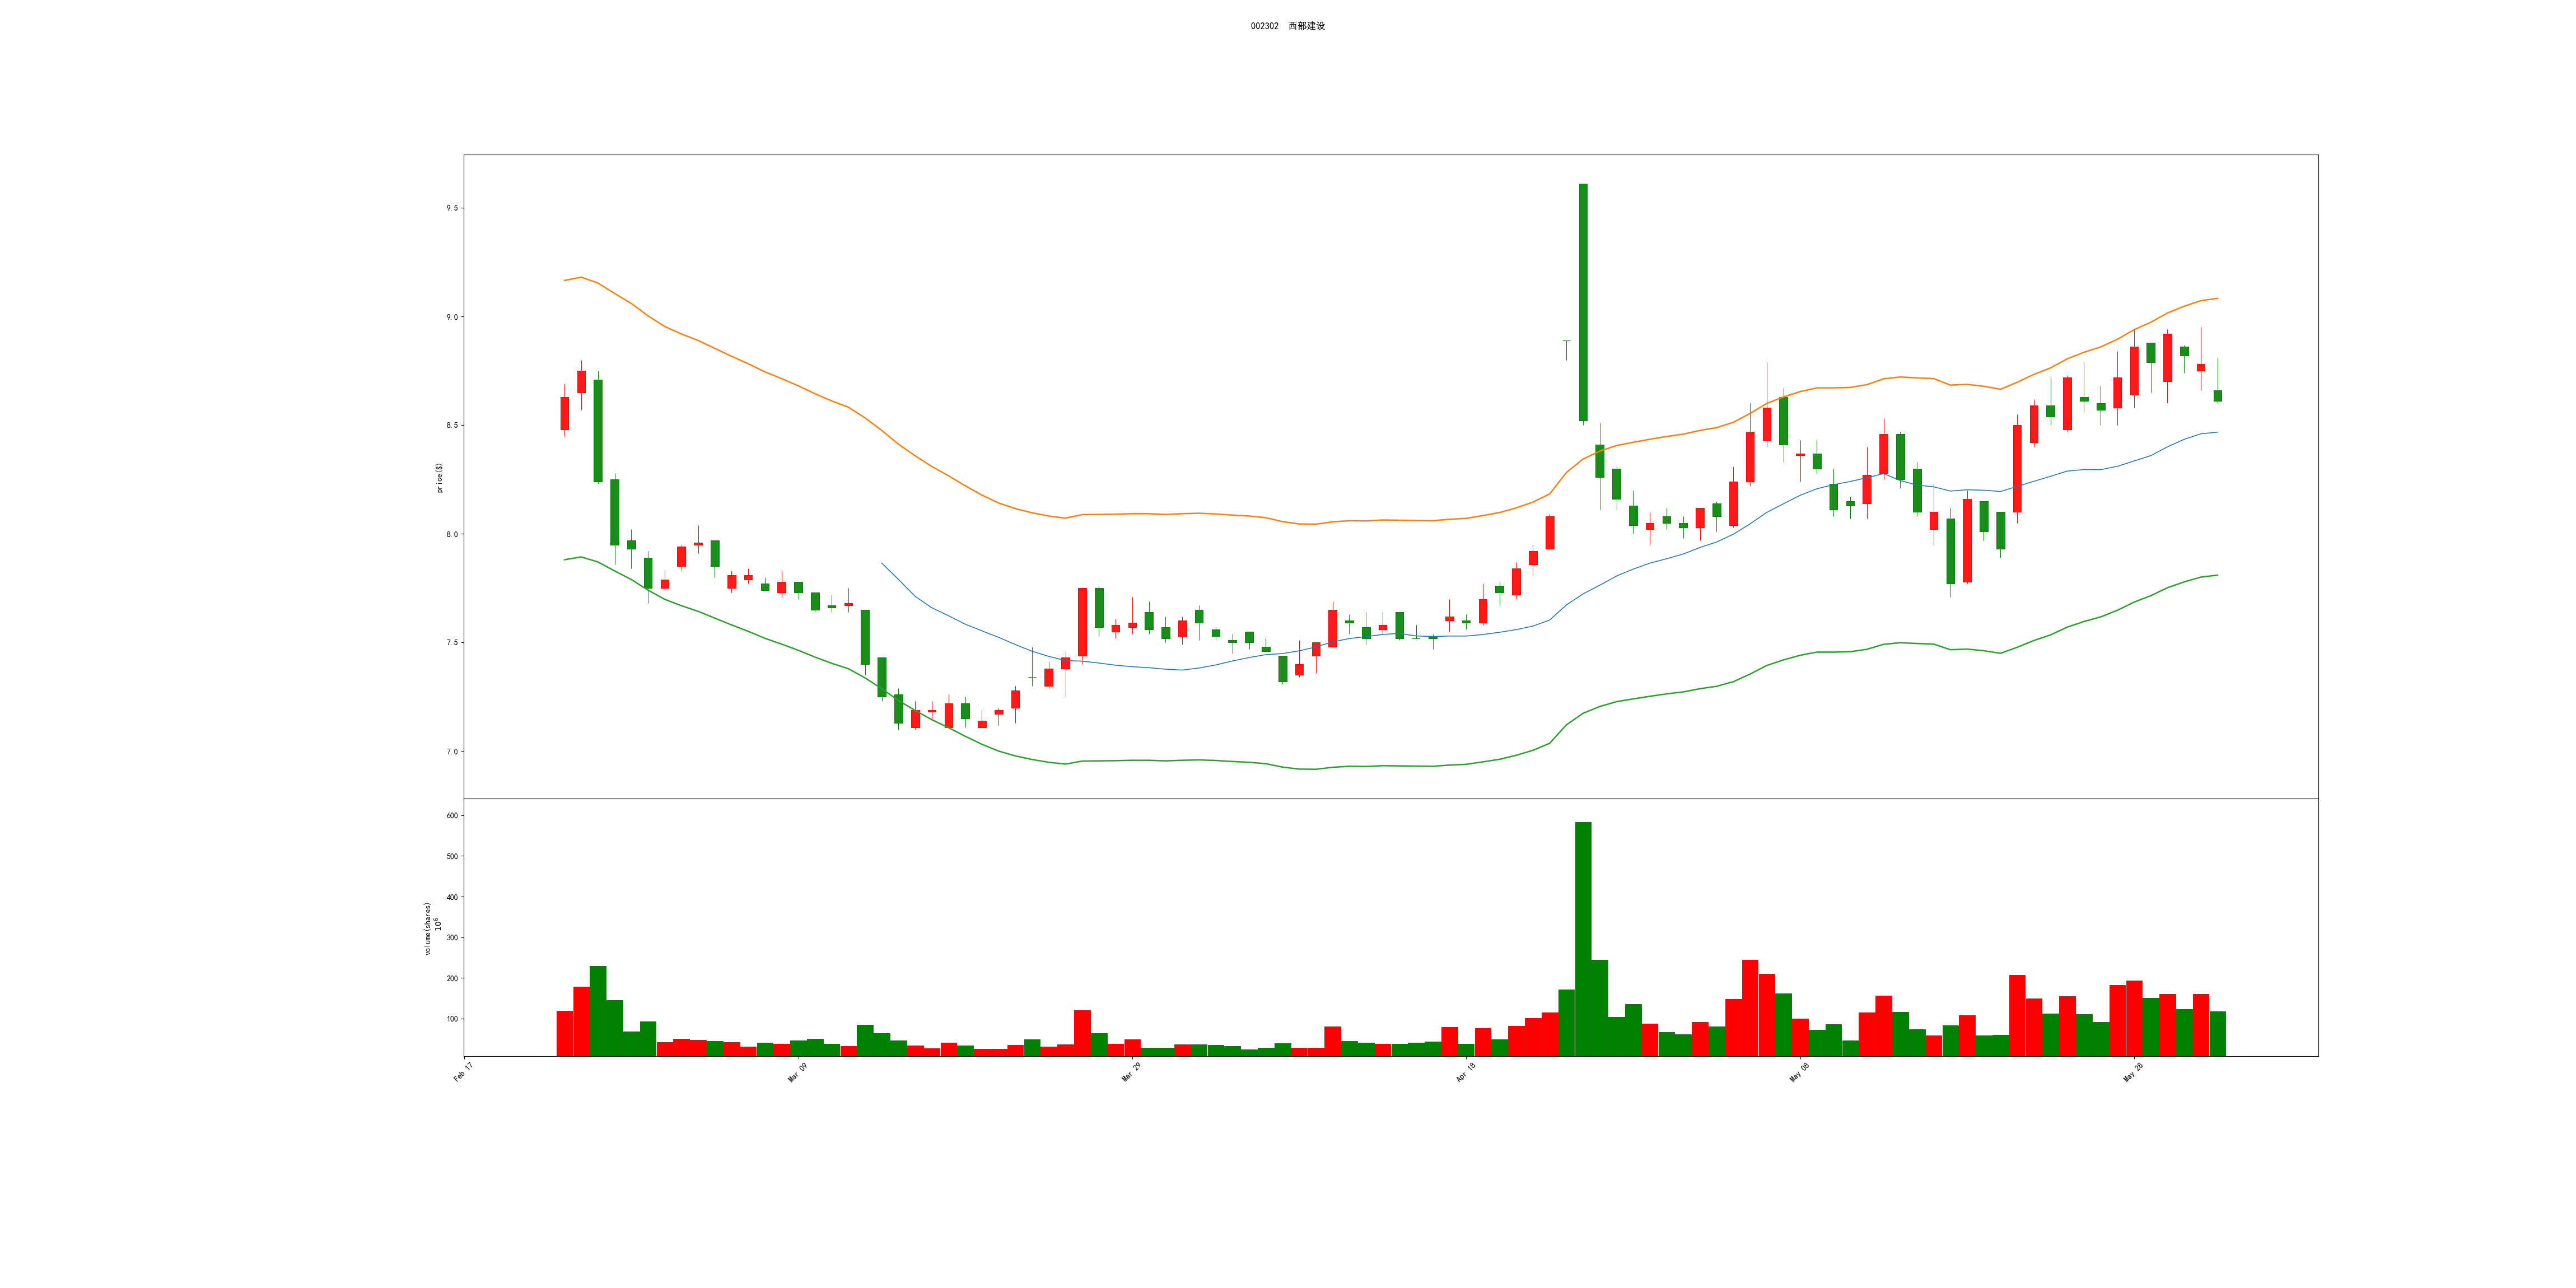 002302 西部建设
9.5
9.0
8.5
8.0
7.5
7.0
price($)
600
500
400
300
200
100
volume(shares)
10^6
Feb 17
Mar 09
Mar 29
Apr 18
May 08
May 28